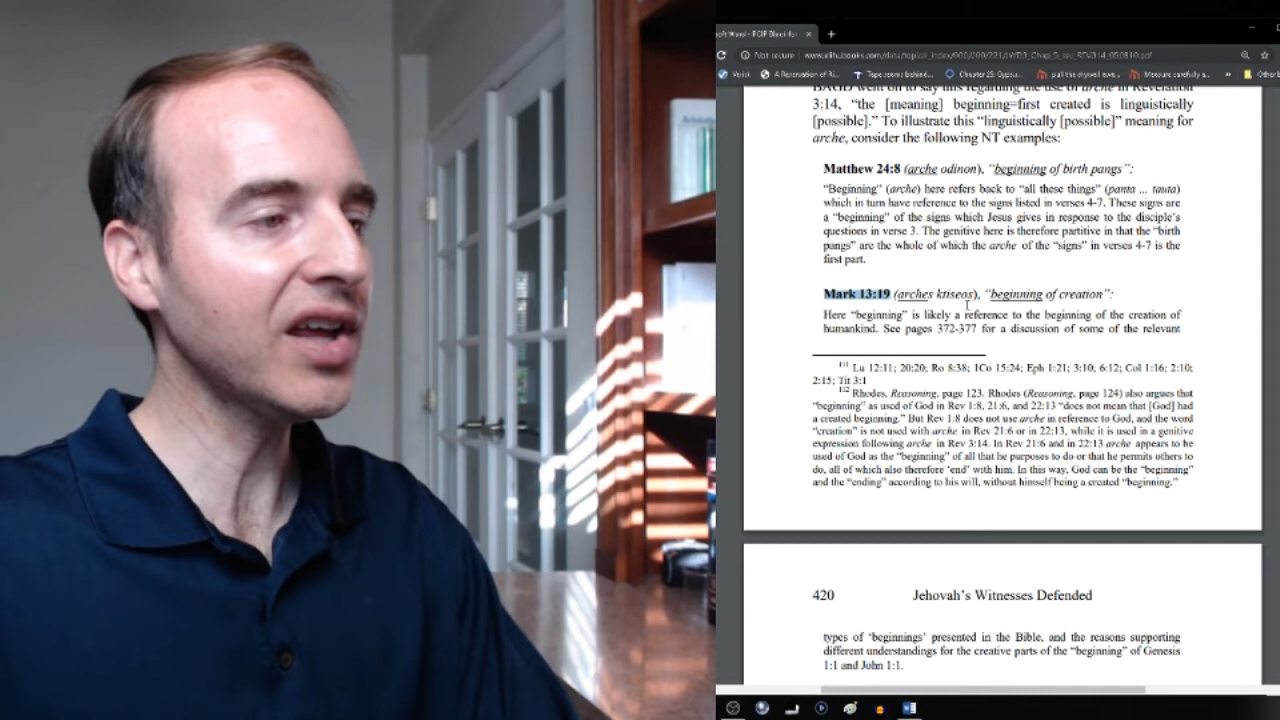 Not secure
3:14, “the [meaning] beginning=first created is linguistically
[possible].” To illustrate this “linguistically [possible]” meaning for
arche, consider the following NT examples:
Matthew 24:8 (arche odinon), “beginning of birth pangs”:
“Beginning” (arche) here refers back to “all these things” (panta ... tauta)
which in turn have reference to the signs listed in verses 4-7. These signs are
a “beginning” of the signs which Jesus gives in response to the disciple’s
questions in verse 3. The genitive here is therefore partitive in that the “birth
pangs” are the whole of which the arche of the “signs” in verses 4-7 is the
first part.
Mark 13:19 (arches ktiseos), “beginning of creation”:
Here “beginning” is likely a reference to the beginning of the creation of
humankind. See pages 372-377 for a discussion of some of the relevant
111 Lu 12:11; 20:20; Ro 8:38; 1Co 15:24; Eph 1:21; 3:10; 6:12; Col 1:16; 2:10;
2:15; Tit 3:1
112 Rhodes, Reasoning, page 123. Rhodes (Reasoning, page 124) also argues that
“beginning” as used of God in Rev 1:8, 21:6, and 22:13 “does not mean that [God] had
a created beginning.” But Rev 1:8 does not use arche in reference to God, and the word
“creation” is not used with arche in Rev 21:6 or in 22:13, while it is used in a genitive
expression following arche in Rev 3:14. In Rev 21:6 and in 22:13 arche appears to be
used of God as the “beginning” of all that he purposes to do or that he permits others to
do, all of which also therefore ‘end’ with him. In this way, God can be the “beginning”
and the “ending” according to his will, without himself being a created “beginning.”
420 Jehovah’s Witnesses Defended
types of ‘beginnings’ presented in the Bible, and the reasons supporting
different understandings for the creative parts of the “beginning” of Genesis
1:1 and John 1:1.